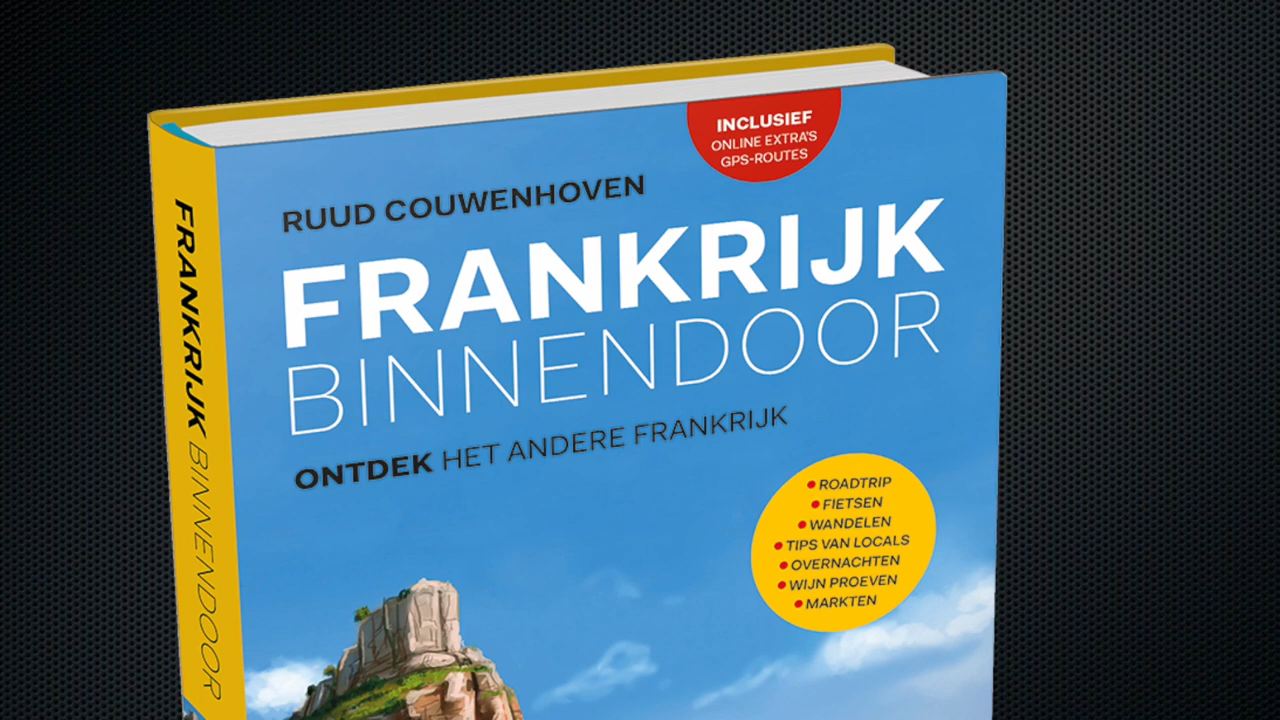 INCLUSIEF
ONLINE EXTRA'S
GPS-ROUTES
RUUD COUWENHOVEN
FRANKRIJK
BINNENDOOR
ONTDEK HET ANDERE FRANKRIJK
• ROADTRIP
• FIETSEN
• WANDELEN
• TIPS VAN LOCALS
• OVERNACHTEN
• WIJN PROEVEN
• MARKTEN
FRANKRIJK BINNENDOOR